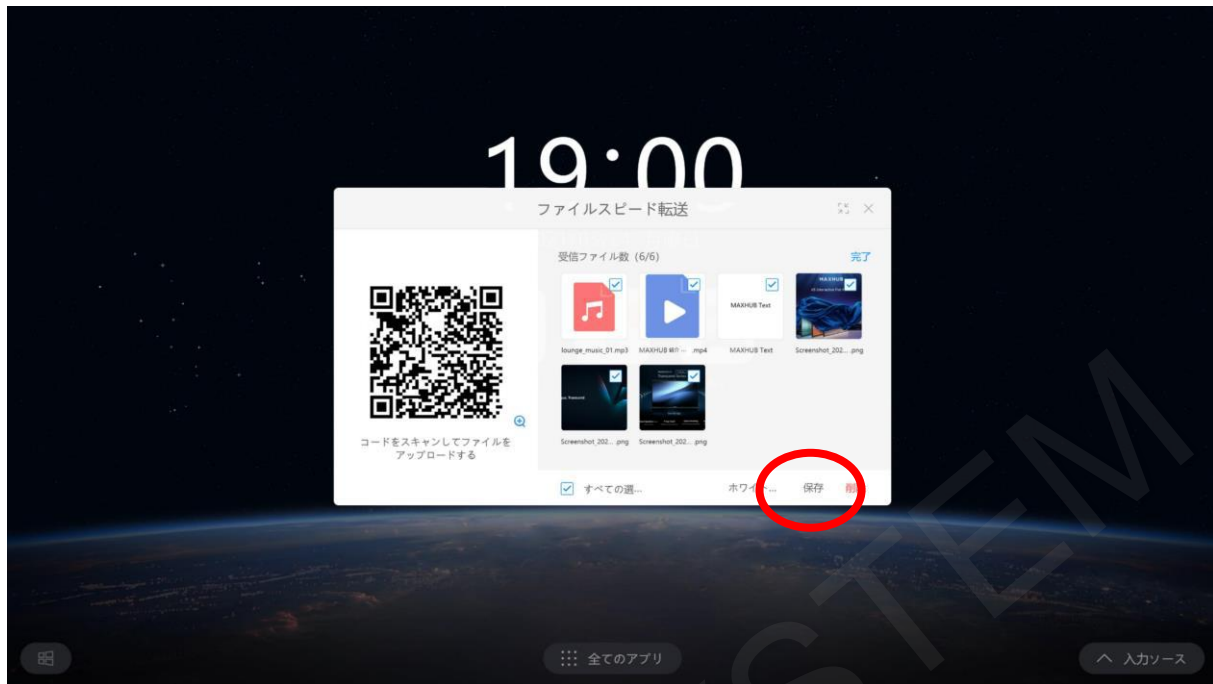 19:00
ファイルスピード転送
受信ファイル数 (6/6)
完了
MAXHUB Text
MAXHUB
lounge_music_01.mp3
MAXHUB ... .mp4
MAXHUB Text
Screenshot_202... .png
Screenshot_202... .png
Screenshot_202... .png
コードをスキャンしてファイルを
アップロードする
すべての選...
ホワイト...
保存
全てのアプリ
入力ソース
STEM